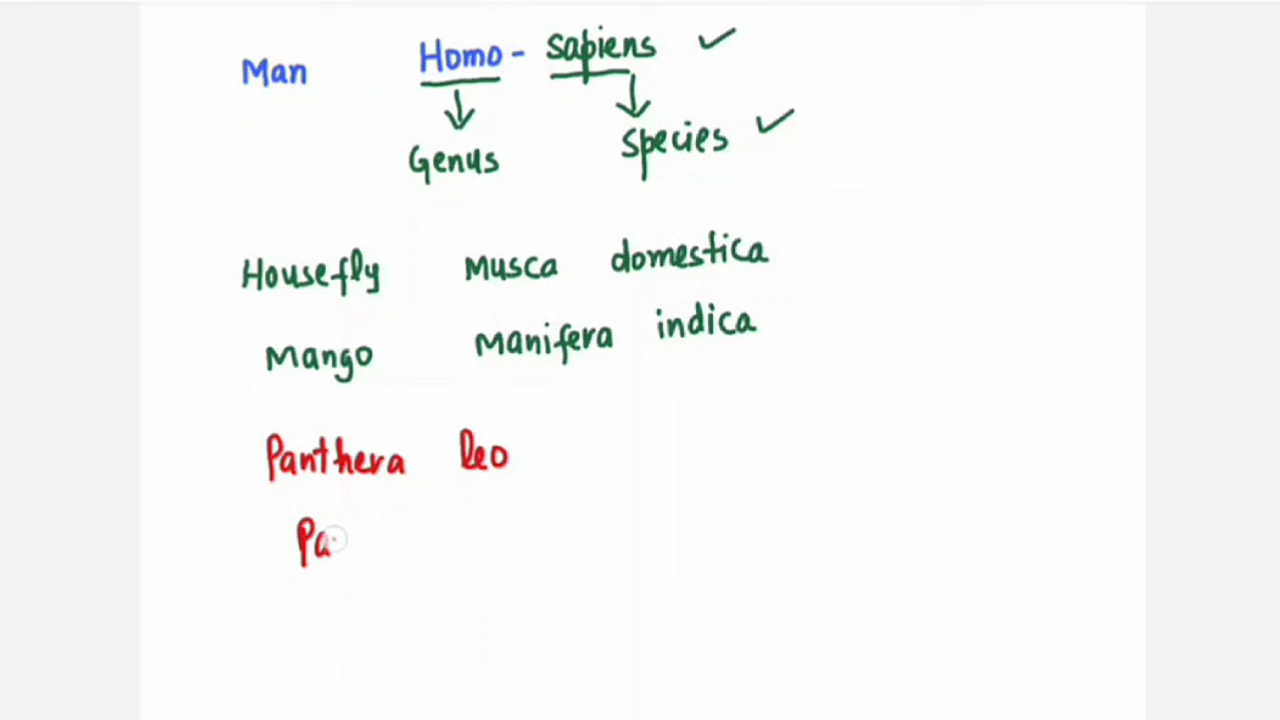 Man Homo - sapiens
Genus species
Housefly Musca domestica
Mango Manifera indica
Panthera leo
Pa